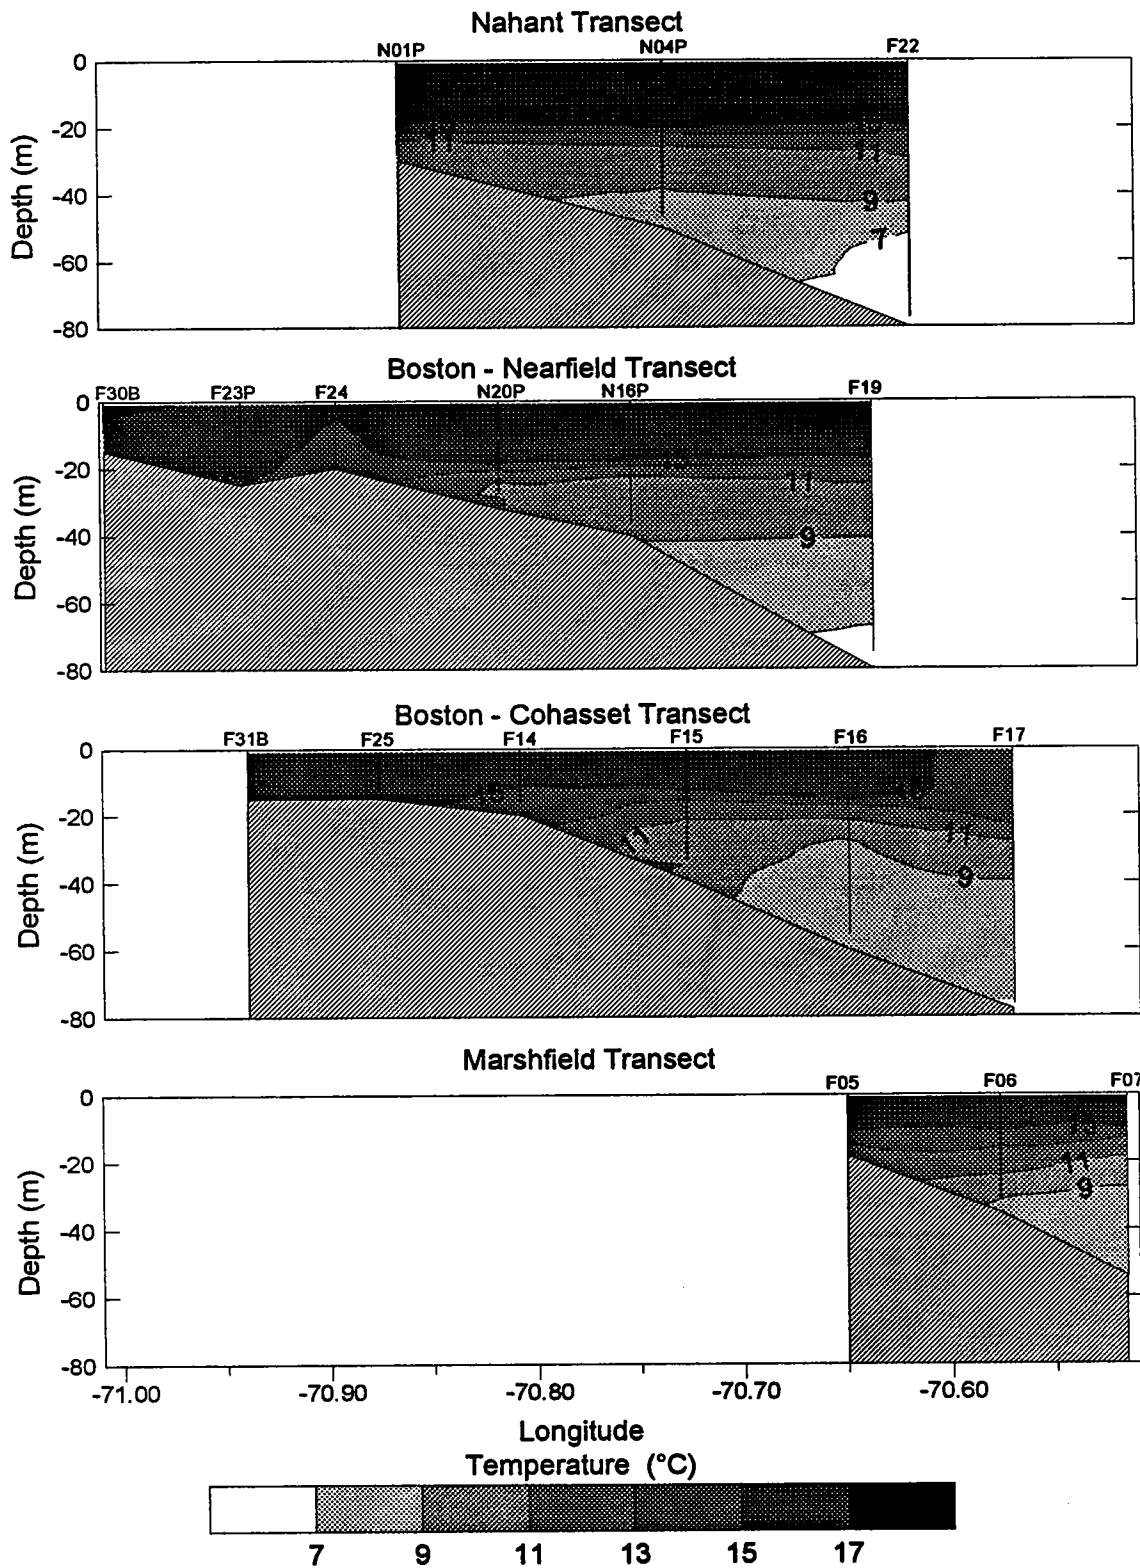 Nahant Transect
N01P N04P F22
0
-20
-40
-60
-80
Depth (m)
17
11
9
7
Boston - Nearfield Transect
F30B F23P F24 N20P N16P F19
0
-20
-40
-60
-80
Depth (m)
11
9
Boston - Cohasset Transect
F31B F25 F14 F15 F16 F17
0
-20
-40
-60
-80
Depth (m)
15
11
11
9
Marshfield Transect
F05 F06 F07
0
-20
-40
-60
-80
Depth (m)
11
9
-71.00 -70.90 -70.80 -70.70 -70.60
Longitude
Temperature (°C)
7 9 11 13 15 17